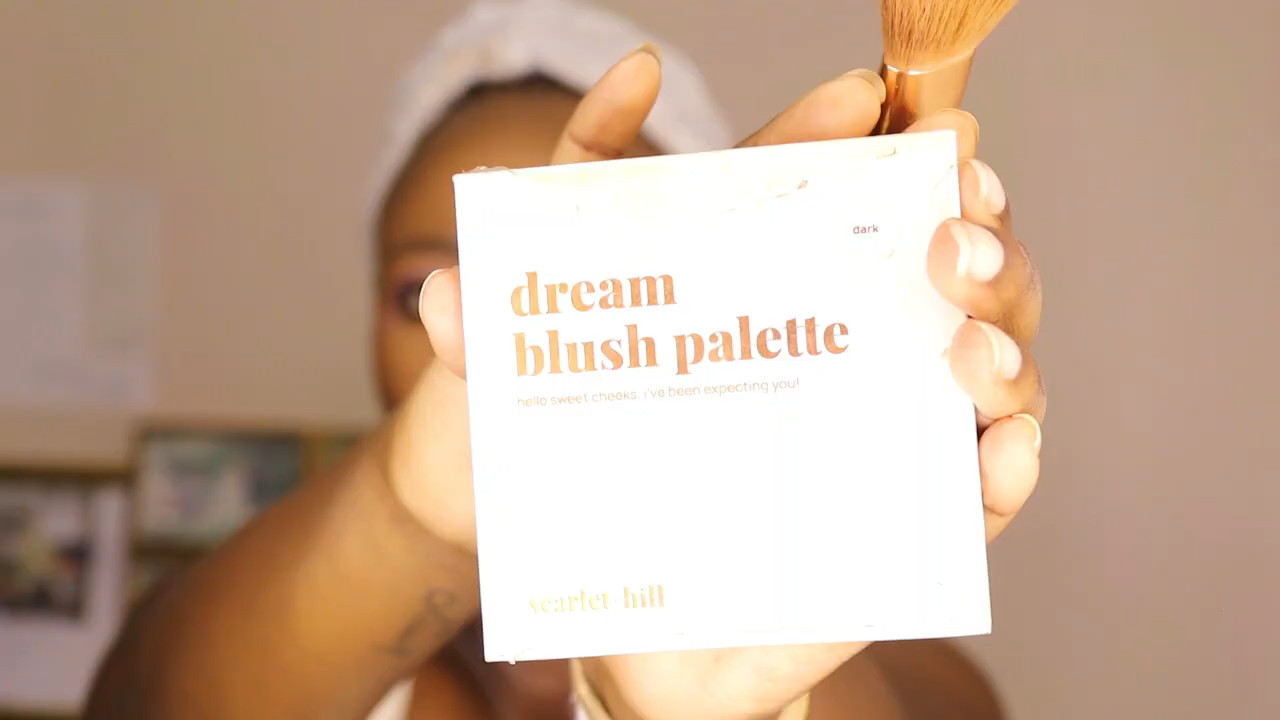 dark
dream
blush palette
hello sweet cheeks, i've been expecting you!
scarlet hill